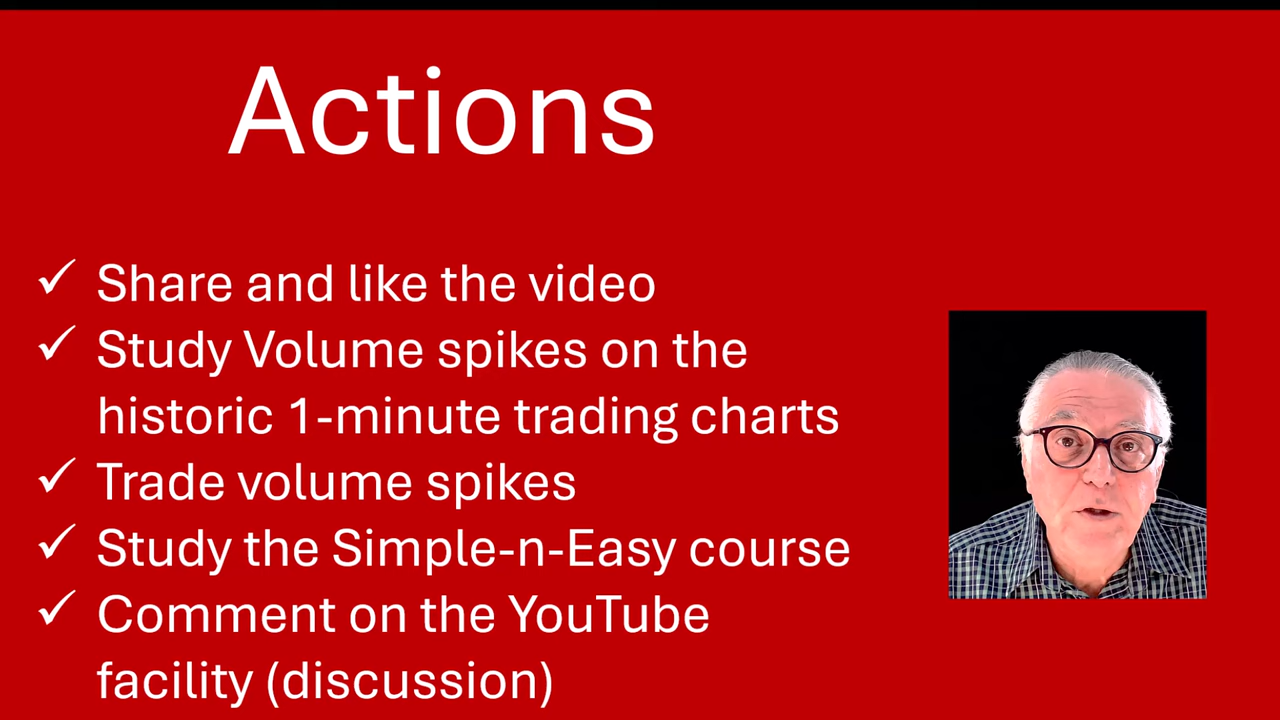 Actions
✓ Share and like the video
✓ Study Volume spikes on the
historic 1-minute trading charts
✓ Trade volume spikes
✓ Study the Simple-n-Easy course
✓ Comment on the YouTube
facility (discussion)